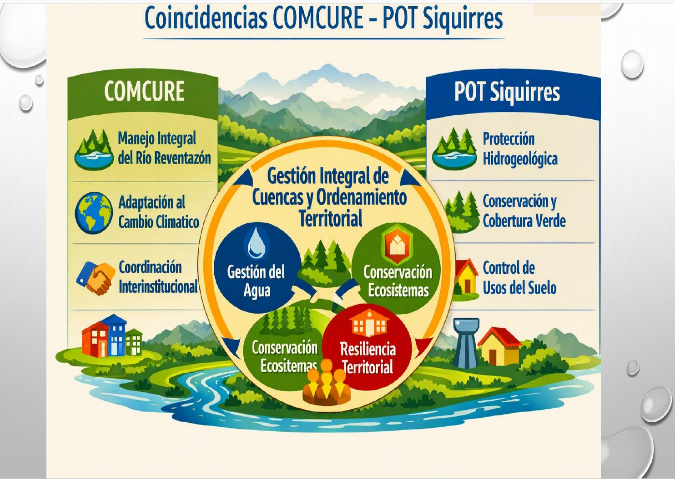 Coincidencias COMCURE - POT Siquirres
COMCURE
Manejo Integral
del Río Reventazón
Adaptación al
Cambio Climatico
Coordinación
Interinstitucional
Gestión Integral de
Cuencas y Ordenamiento
Territorial
Gestión del
Agua
Conservación
Ecosistemas
Conservación
Ecositemas
Resiliencia
Territorial
POT Siquirres
Protección
Hidrogeológica
Conservación y
Cobertura Verde
Control de
Usos del Suelo